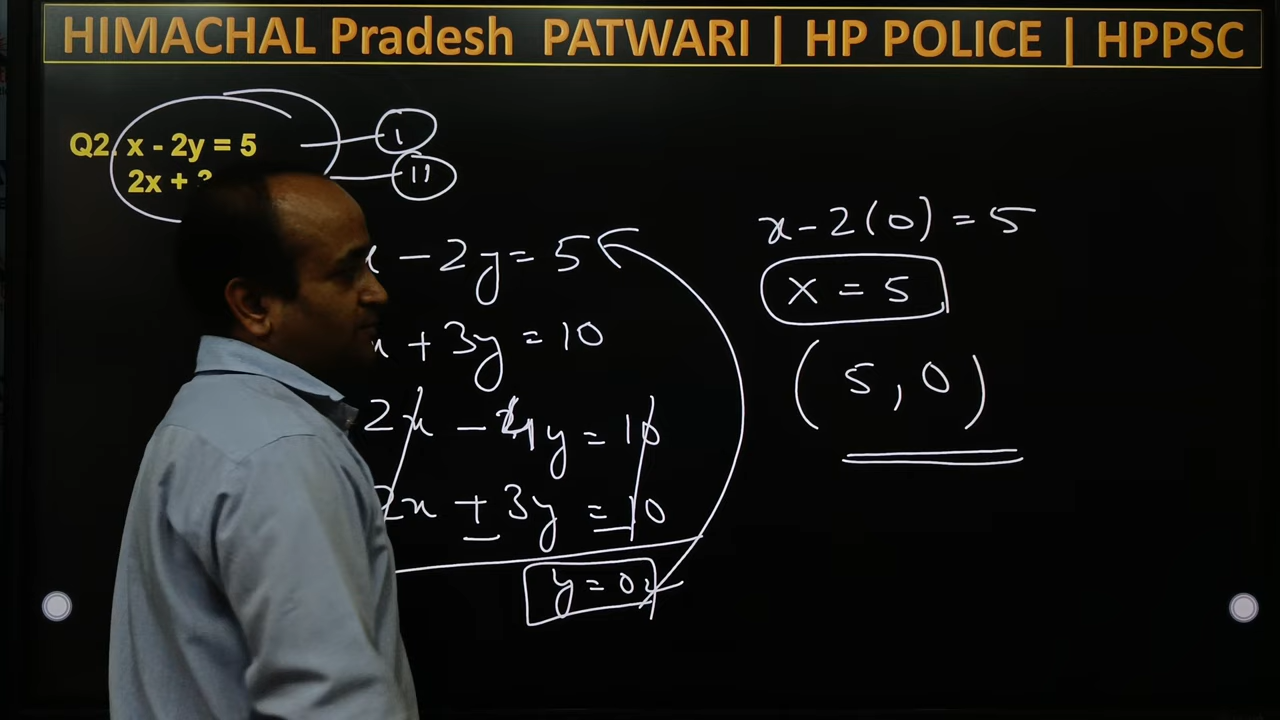 HIMACHAL Pradesh PATWARI | HP POLICE | HPPSC
Q2. x - 2y = 5
2x + 3
I
II
x - 2y = 5
x + 3y = 10
2x - 4y = 10
2x + 3y = 10
y = 0
x - 2(0) = 5
x = 5
(5, 0)